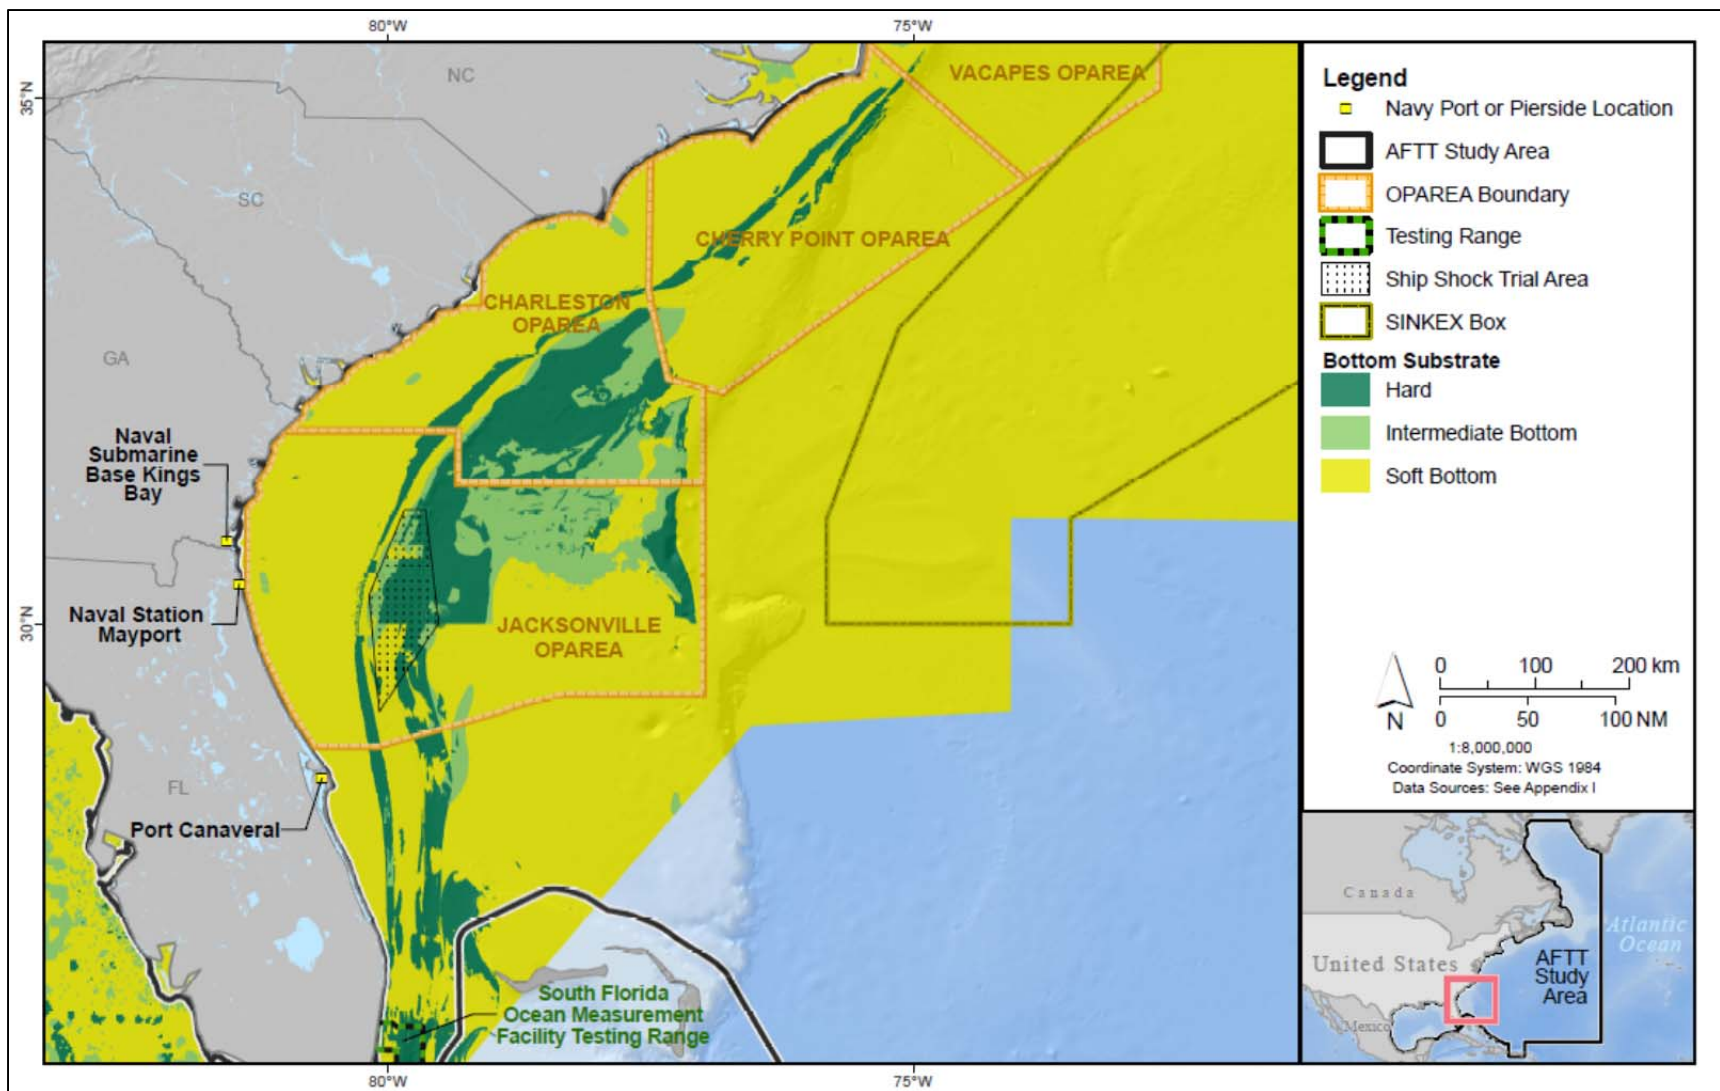 80°W
75°W
35°N
30°N
NC
SC
GA
FL
VACAPES OPAREA
CHERRY POINT OPAREA
CHARLESTON
OPAREA
Naval
Submarine
Base Kings
Bay
Naval Station
Mayport
JACKSONVILLE
OPAREA
Port Canaveral
South Florida
Ocean Measurement
Facility Testing Range
80°W
75°W
Legend
Navy Port or Pierside Location
AFTT Study Area
OPAREA Boundary
Testing Range
Ship Shock Trial Area
SINKEX Box
Bottom Substrate
Hard
Intermediate Bottom
Soft Bottom
N
0 100 200 km
0 50 100 NM
1:8,000,000
Coordinate System: WGS 1984
Data Sources: See Appendix I
Canada
United States
Mexico
Atlantic
Ocean
AFTT
Study
Area